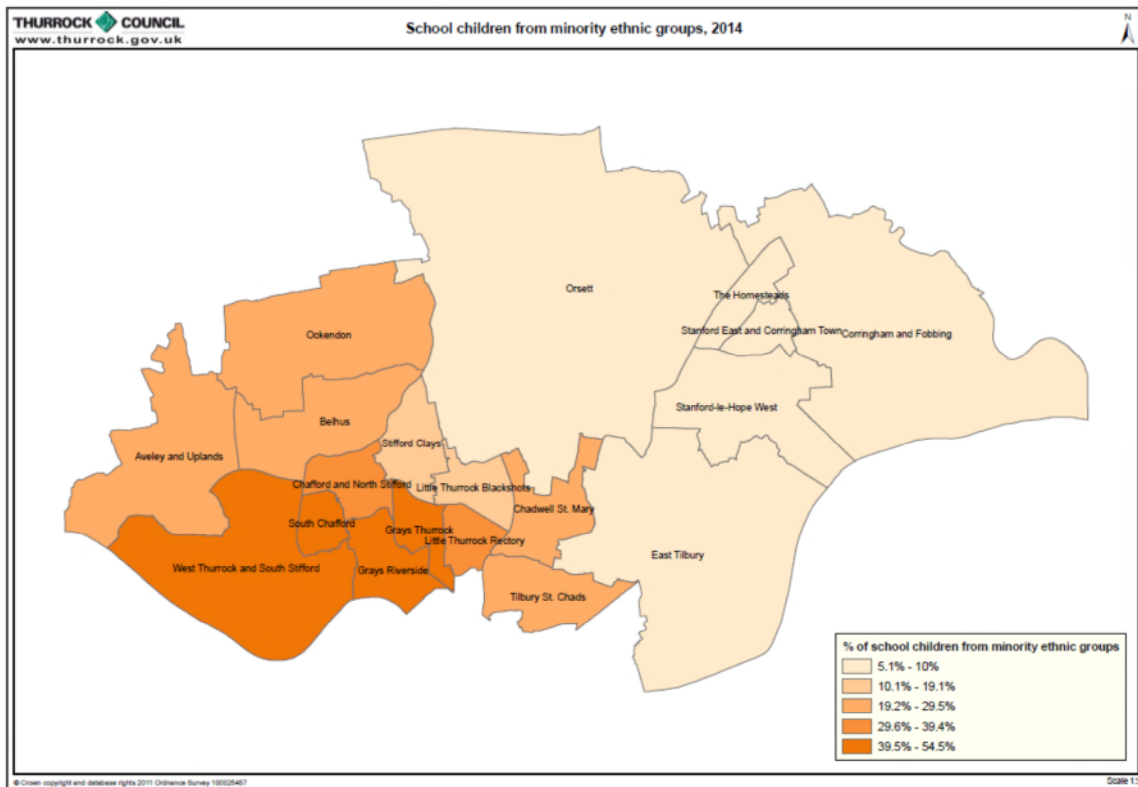 THURROCK COUNCIL
www.thurrock.gov.uk
School children from minority ethnic groups, 2014
N
Orsett
The Homesteads
Ockendon
Stanford East and Corringham Town
Corringham and Fobbing
Stanford-le-Hope West
Belhus
Stifford Clays
Aveley and Uplands
Chafford and North Stifford
Little Thurrock Blackshots
Chadwell St. Mary
South Chafford
Grays Thurrock
Little Thurrock Rectory
East Tilbury
West Thurrock and South Stifford
Grays Riverside
Tilbury St. Chads
% of school children from minority ethnic groups
5.1% - 10%
10.1% - 19.1%
19.2% - 29.5%
29.6% - 39.4%
39.5% - 54.5%
© Crown copyright and database rights 2011 Ordnance Survey 100025457
Scale 1: